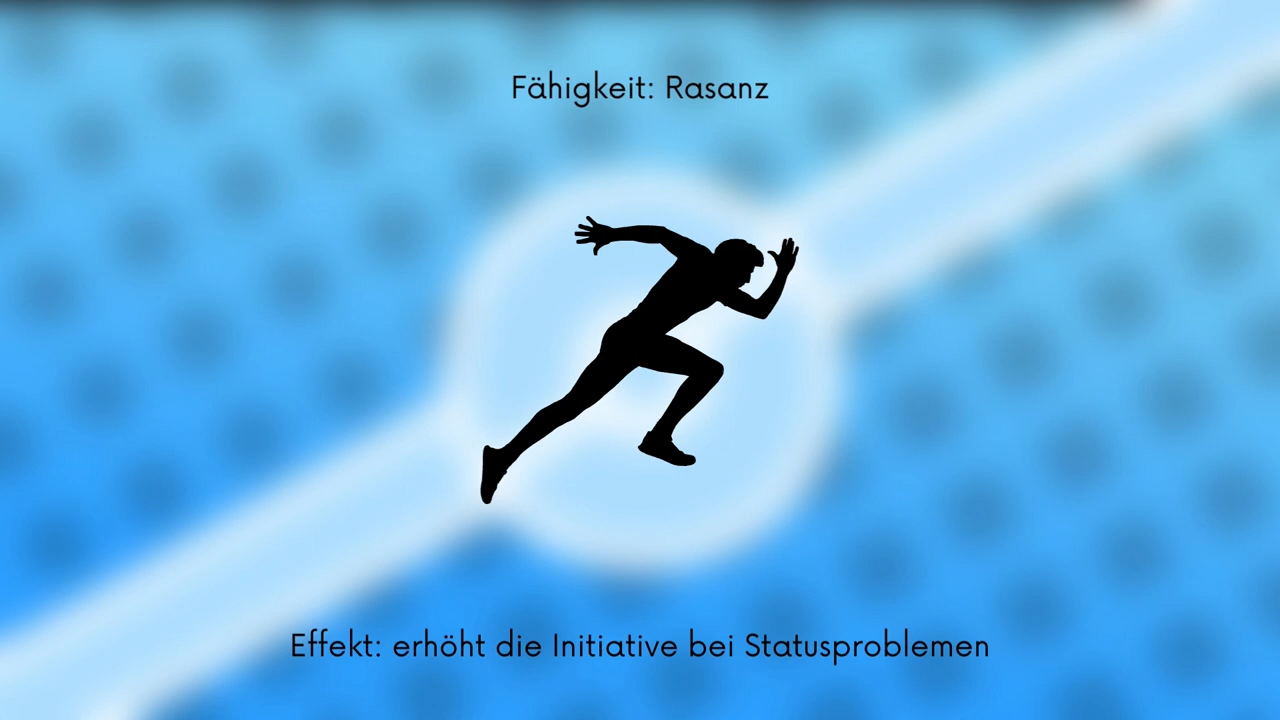 Fähigkeit: Rasanz
Effekt: erhöht die Initiative bei Statusproblemen